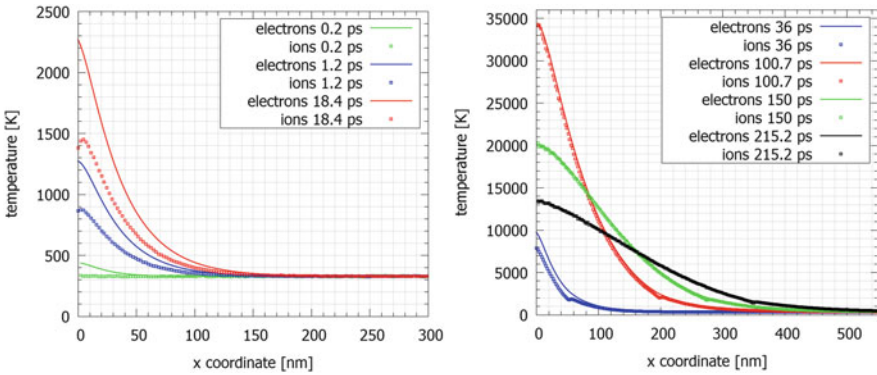 2500
2000
1500
1000
500
0
temperature [K]
electrons 0.2 ps
ions 0.2 ps
electrons 1.2 ps
ions 1.2 ps
electrons 18.4 ps
ions 18.4 ps
0 50 100 150 200 250 300
x coordinate [nm]
35000
30000
25000
20000
15000
10000
5000
0
temperature [K]
electrons 36 ps
ions 36 ps
electrons 100.7 ps
ions 100.7 ps
electrons 150 ps
ions 150 ps
electrons 215.2 ps
ions 215.2 ps
0 100 200 300 400 500
x coordinate [nm]